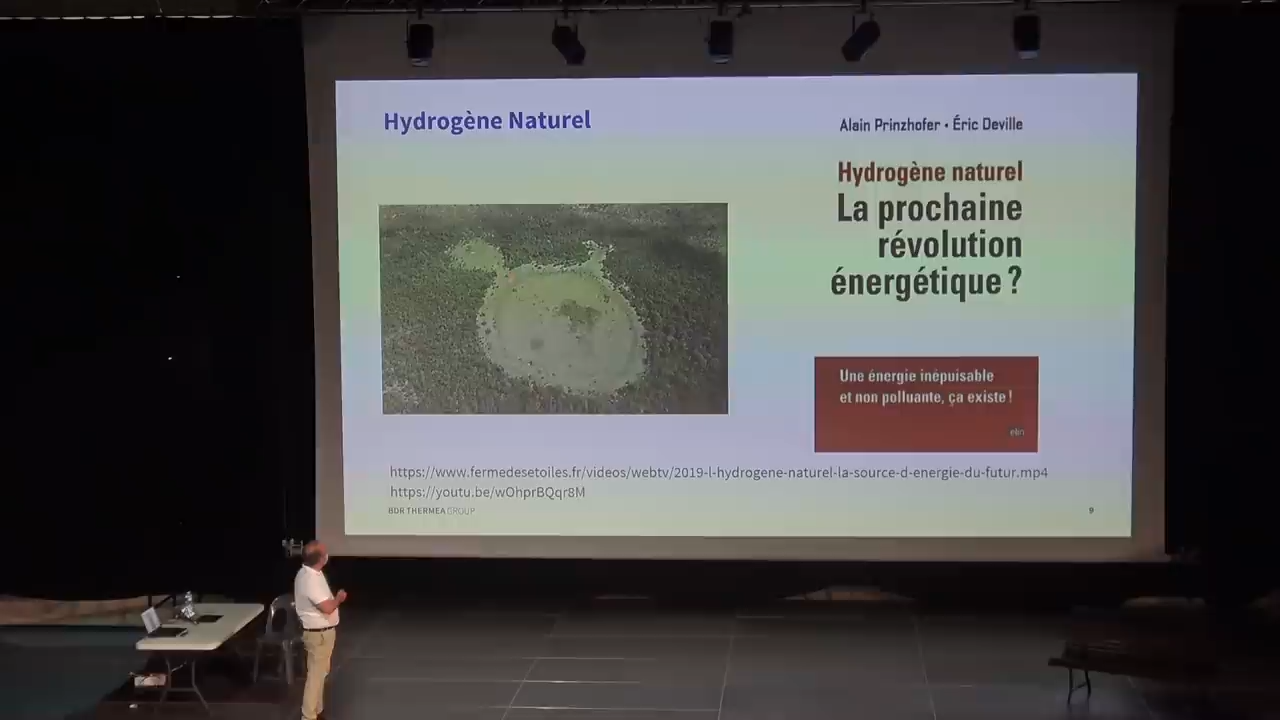 Hydrogène Naturel
Alain Prinzhofer • Éric Deville
Hydrogène naturel
La prochaine
révolution
énergétique ?
Une énergie inépuisable
et non polluante, ça existe !
elin
https://www.fermedesetoiles.fr/videos/webtv/2019-l-hydrogene-naturel-la-source-d-energie-du-futur.mp4
https://youtu.be/wOhprBQqr8M
BDR THERMEA GROUP
9